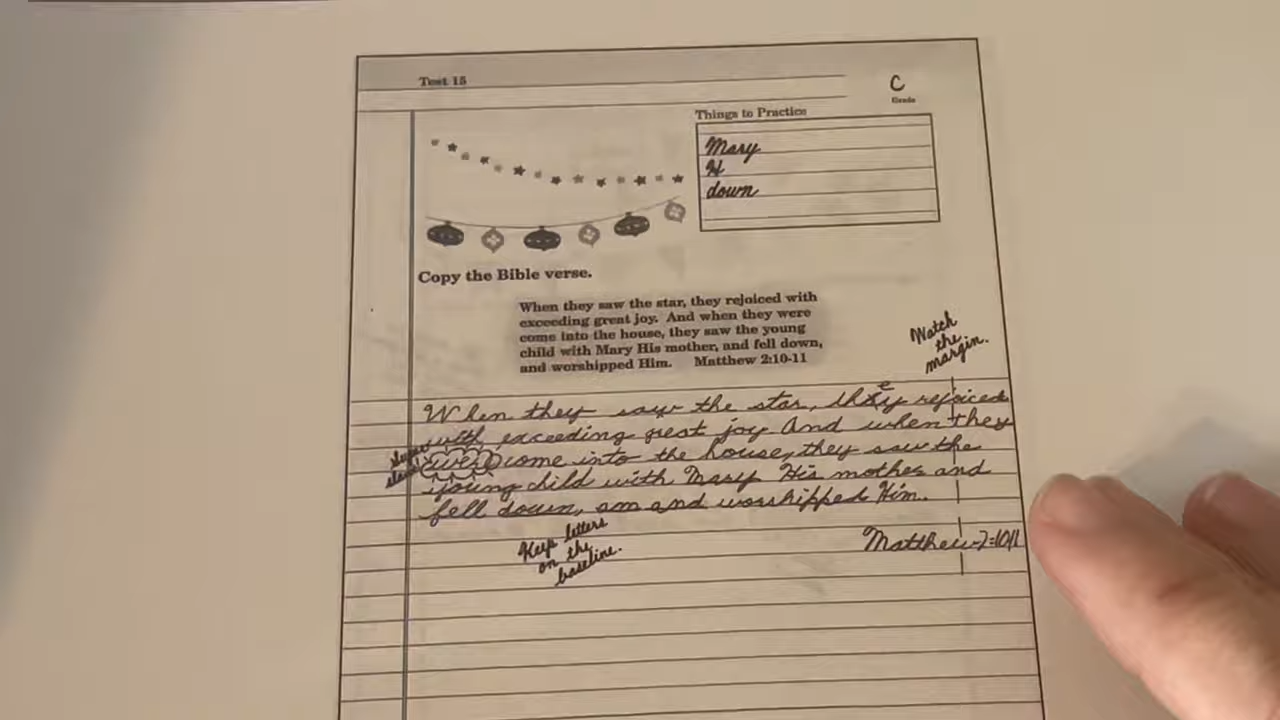 Test 15
C
Grade
Things to Practice
Mary
H
down
Copy the Bible verse.
When they saw the star, they rejoiced with
exceeding great joy. And when they were
come into the house, they saw the young
child with Mary His mother, and fell down,
and worshipped Him. Matthew 2:10-11
Watch
the
margin.
When they saw the star, they rejoiced
with exceeding great joy And when they
were come into the house, they saw the
young child with Mary His mother and
fell down, am and worshipped Him.
Keep letters
on the
baseline.
Matthew 2:1011